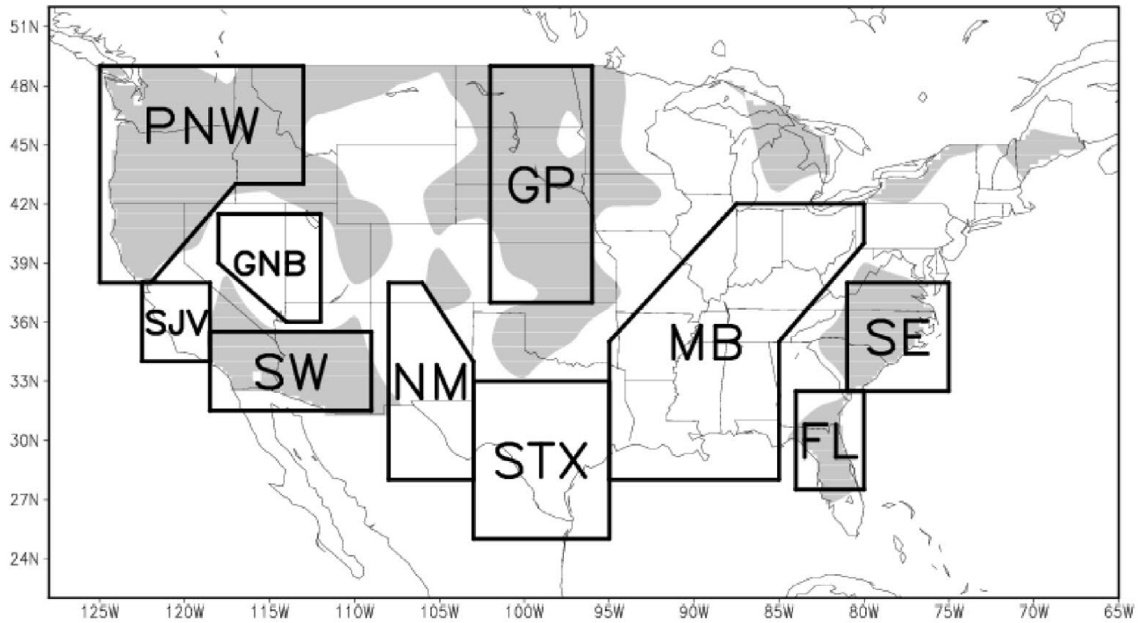 51N
48N
PNW
45N
GP
42N
GNB
39N
SJV
36N
MB
SE
SW
NM
33N
FL
STX
30N
27N
24N
125W 120W 115W 110W 105W 100W 95W 90W 85W 80W 75W 70W 65W